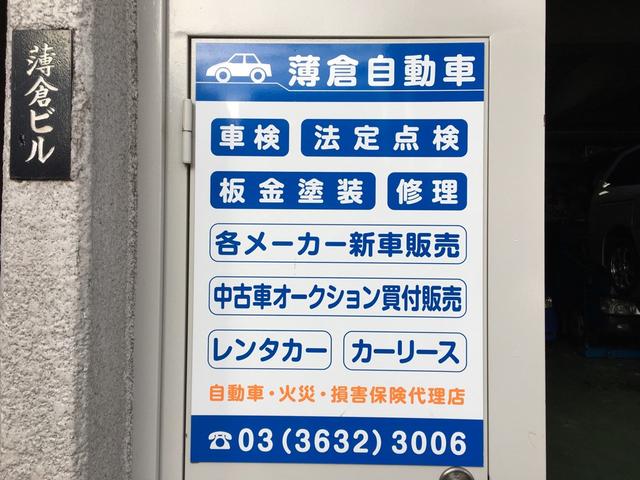 薄倉ビル
薄倉自動車
車検 法定点検
板金塗装 修理
各メーカー新車販売
中古車オークション買付販売
レンタカー カーリース
自動車・火災・損害保険代理店
☎03(3632)3006